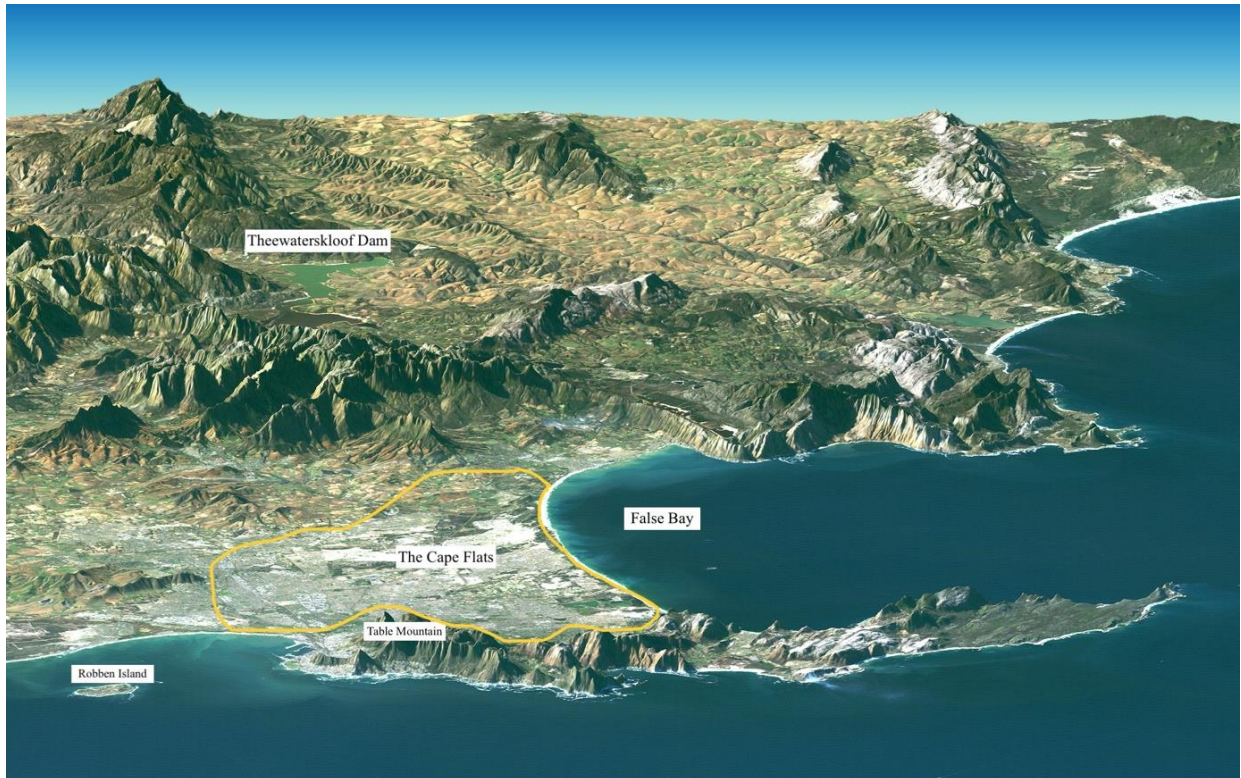 Theewaterskloof Dam
False Bay
The Cape Flats
Table Mountain
Robben Island